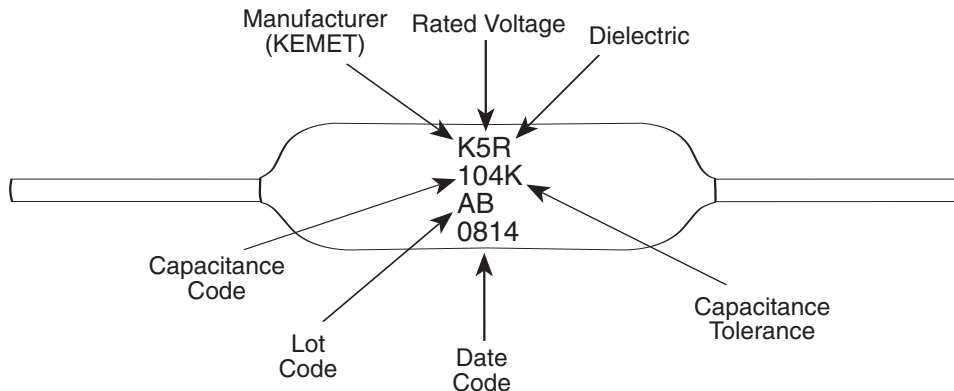 Manufacturer
(KEMET)
Rated Voltage
Dielectric
K5R
104K
AB
0814
Capacitance
Code
Lot
Code
Date
Code
Capacitance
Tolerance